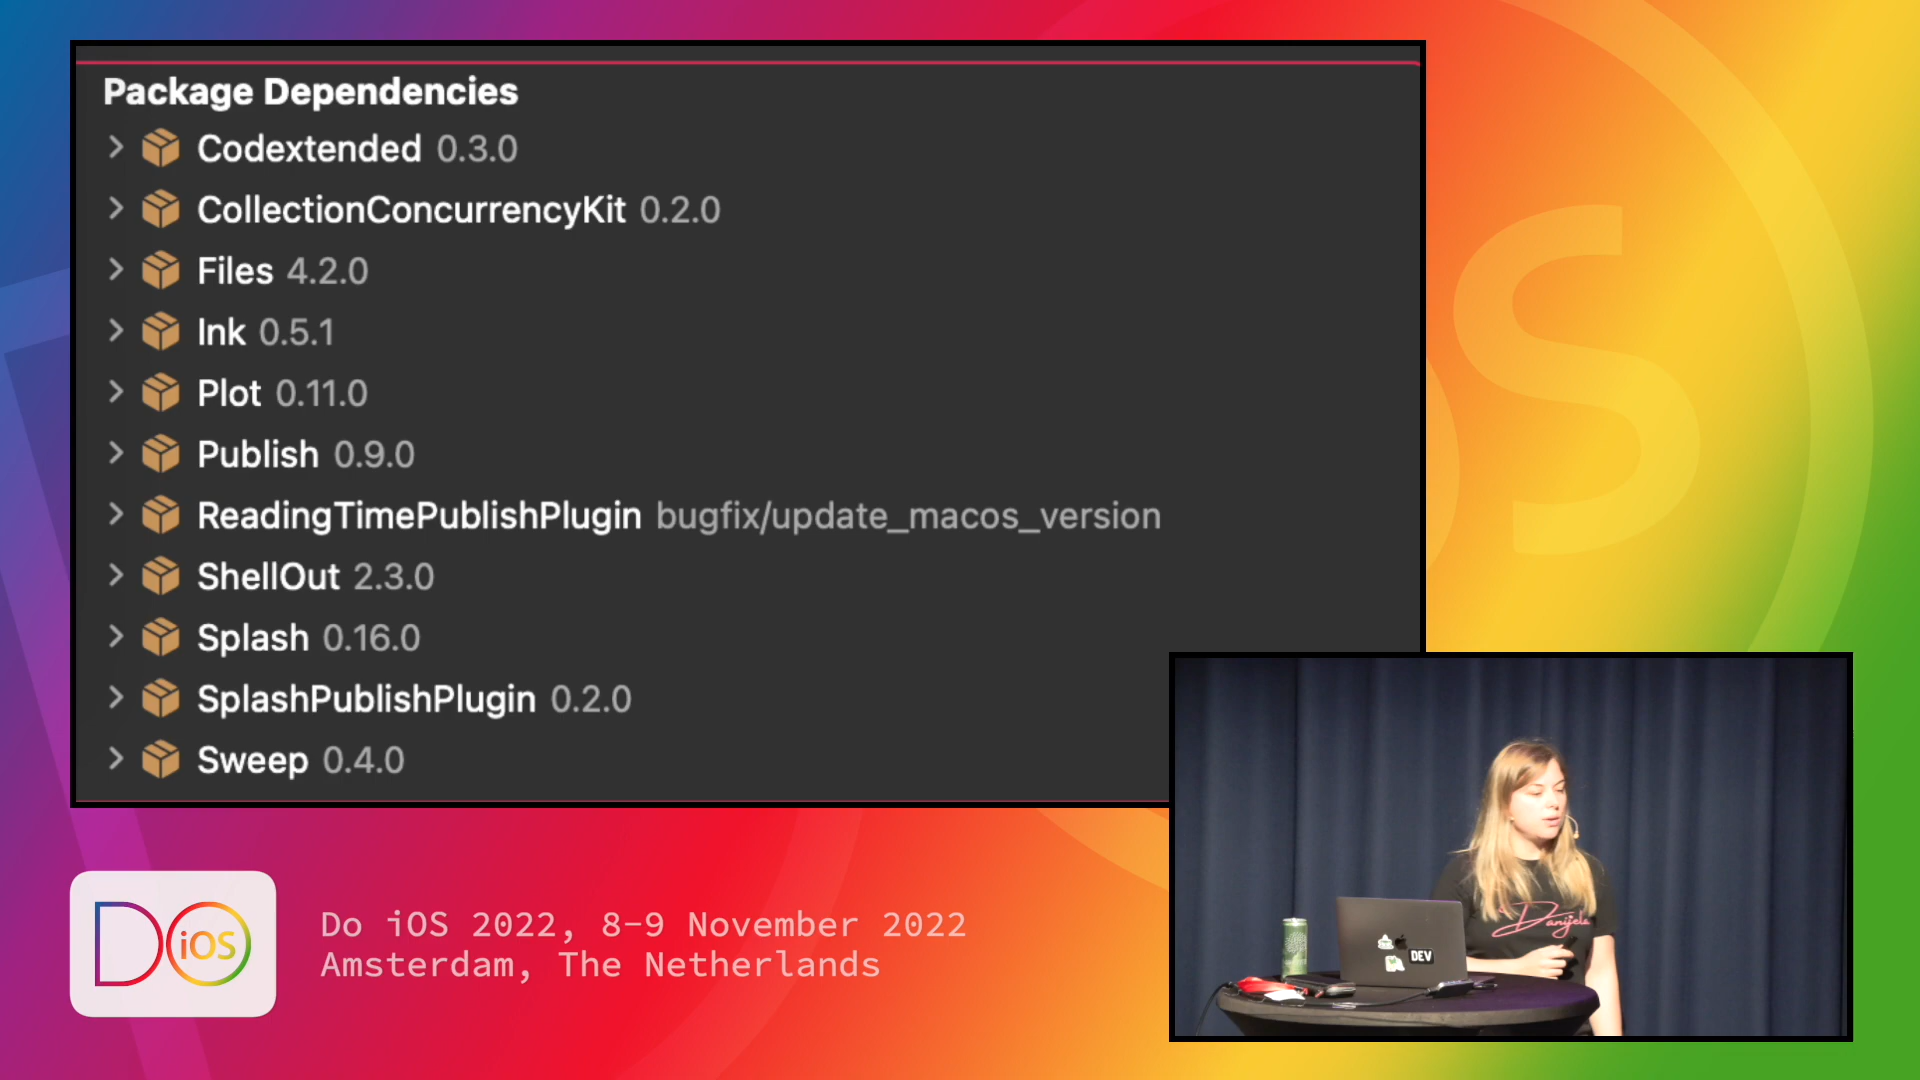 Package Dependencies
Codextended 0.3.0
CollectionConcurrencyKit 0.2.0
Files 4.2.0
Ink 0.5.1
Plot 0.11.0
Publish 0.9.0
ReadingTimePublishPlugin bugfix/update_macos_version
ShellOut 2.3.0
Splash 0.16.0
SplashPublishPlugin 0.2.0
Sweep 0.4.0
S
Danijela
DEV
DO iOS
Do iOS 2022, 8-9 November 2022
Amsterdam, The Netherlands